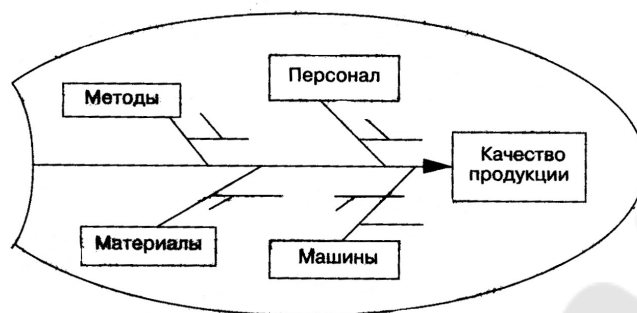 Персонал
Методы
Качество
продукции
Материалы
Машины